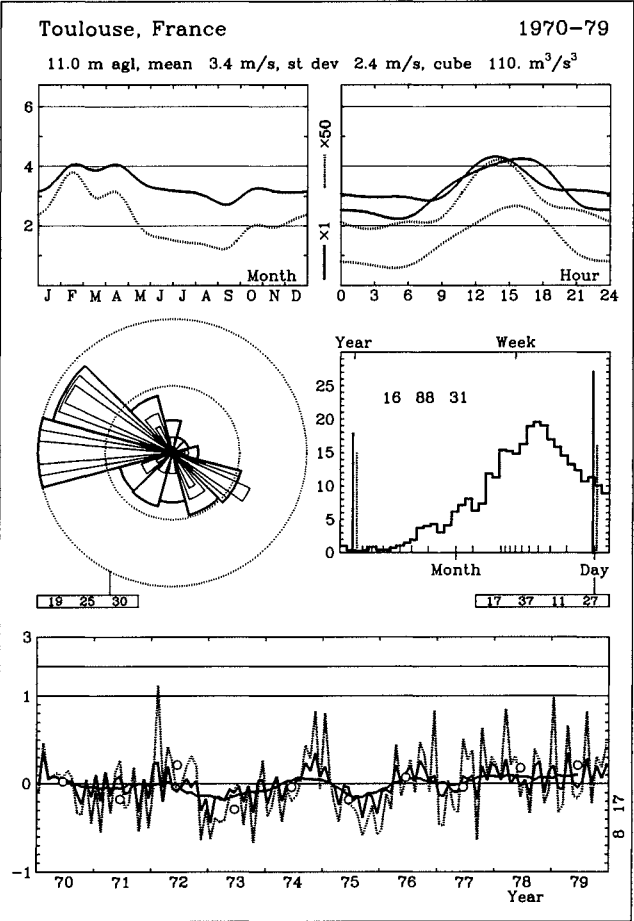 Toulouse, France 1970-79
11.0 m agl, mean 3.4 m/s, st dev 2.4 m/s, cube 110. m³/s³
6
4
2
Month
J F M A M J J A S O N D
×1 ×50
Hour
0 3 6 9 12 15 18 21 24
Year Week
25
20
15
10
5
0
16 88 31
Month Day
19 25 30
17 37 11 27
3
1
0
-1
8 17
70 71 72 73 74 75 76 77 78 79
Year